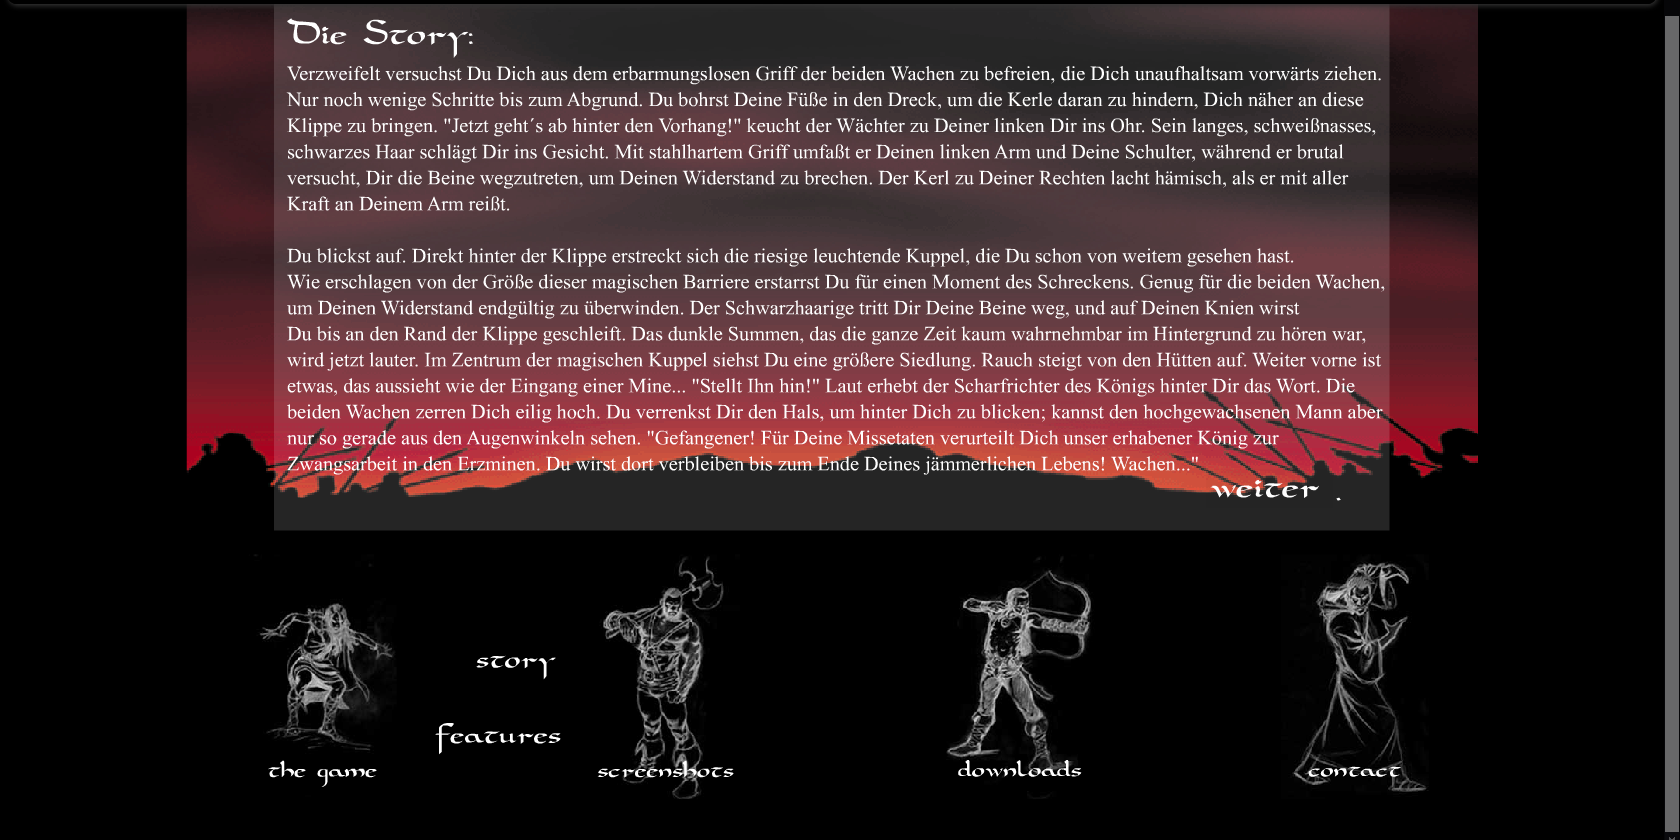 Die Story:
Verzweifelt versuchst Du Dich aus dem erbarmungslosen Griff der beiden Wachen zu befreien, die Dich unaufhaltsam vorwärts ziehen.
Nur noch wenige Schritte bis zum Abgrund. Du bohrst Deine Füße in den Dreck, um die Kerle daran zu hindern, Dich näher an diese
Klippe zu bringen. "Jetzt geht´s ab hinter den Vorhang!" keucht der Wächter zu Deiner linken Dir ins Ohr. Sein langes, schweißnasses,
schwarzes Haar schlägt Dir ins Gesicht. Mit stahlhartem Griff umfaßt er Deinen linken Arm und Deine Schulter, während er brutal
versucht, Dir die Beine wegzutreten, um Deinen Widerstand zu brechen. Der Kerl zu Deiner Rechten lacht hämisch, als er mit aller
Kraft an Deinem Arm reißt.
Du blickst auf. Direkt hinter der Klippe erstreckt sich die riesige leuchtende Kuppel, die Du schon von weitem gesehen hast.
Wie erschlagen von der Größe dieser magischen Barriere erstarrst Du für einen Moment des Schreckens. Genug für die beiden Wachen,
um Deinen Widerstand endgültig zu überwinden. Der Schwarzhaarige tritt Dir Deine Beine weg, und auf Deinen Knien wirst
Du bis an den Rand der Klippe geschleift. Das dunkle Summen, das die ganze Zeit kaum wahrnehmbar im Hintergrund zu hören war,
wird jetzt lauter. Im Zentrum der magischen Kuppel siehst Du eine größere Siedlung. Rauch steigt von den Hütten auf. Weiter vorne ist
etwas, das aussieht wie der Eingang einer Mine... "Stellt Ihn hin!" Laut erhebt der Scharfrichter des Königs hinter Dir das Wort. Die
beiden Wachen zerren Dich eilig hoch. Du verrenkst Dir den Hals, um hinter Dich zu blicken; kannst den hochgewachsenen Mann aber
nur so gerade aus den Augenwinkeln sehen. "Gefangener! Für Deine Missetaten verurteilt Dich unser erhabener König zur
Zwangsarbeit in den Erzminen. Du wirst dort verbleiben bis zum Ende Deines jämmerlichen Lebens! Wachen..."
weiter .
story
features
the game
screenshots
downloads
contact